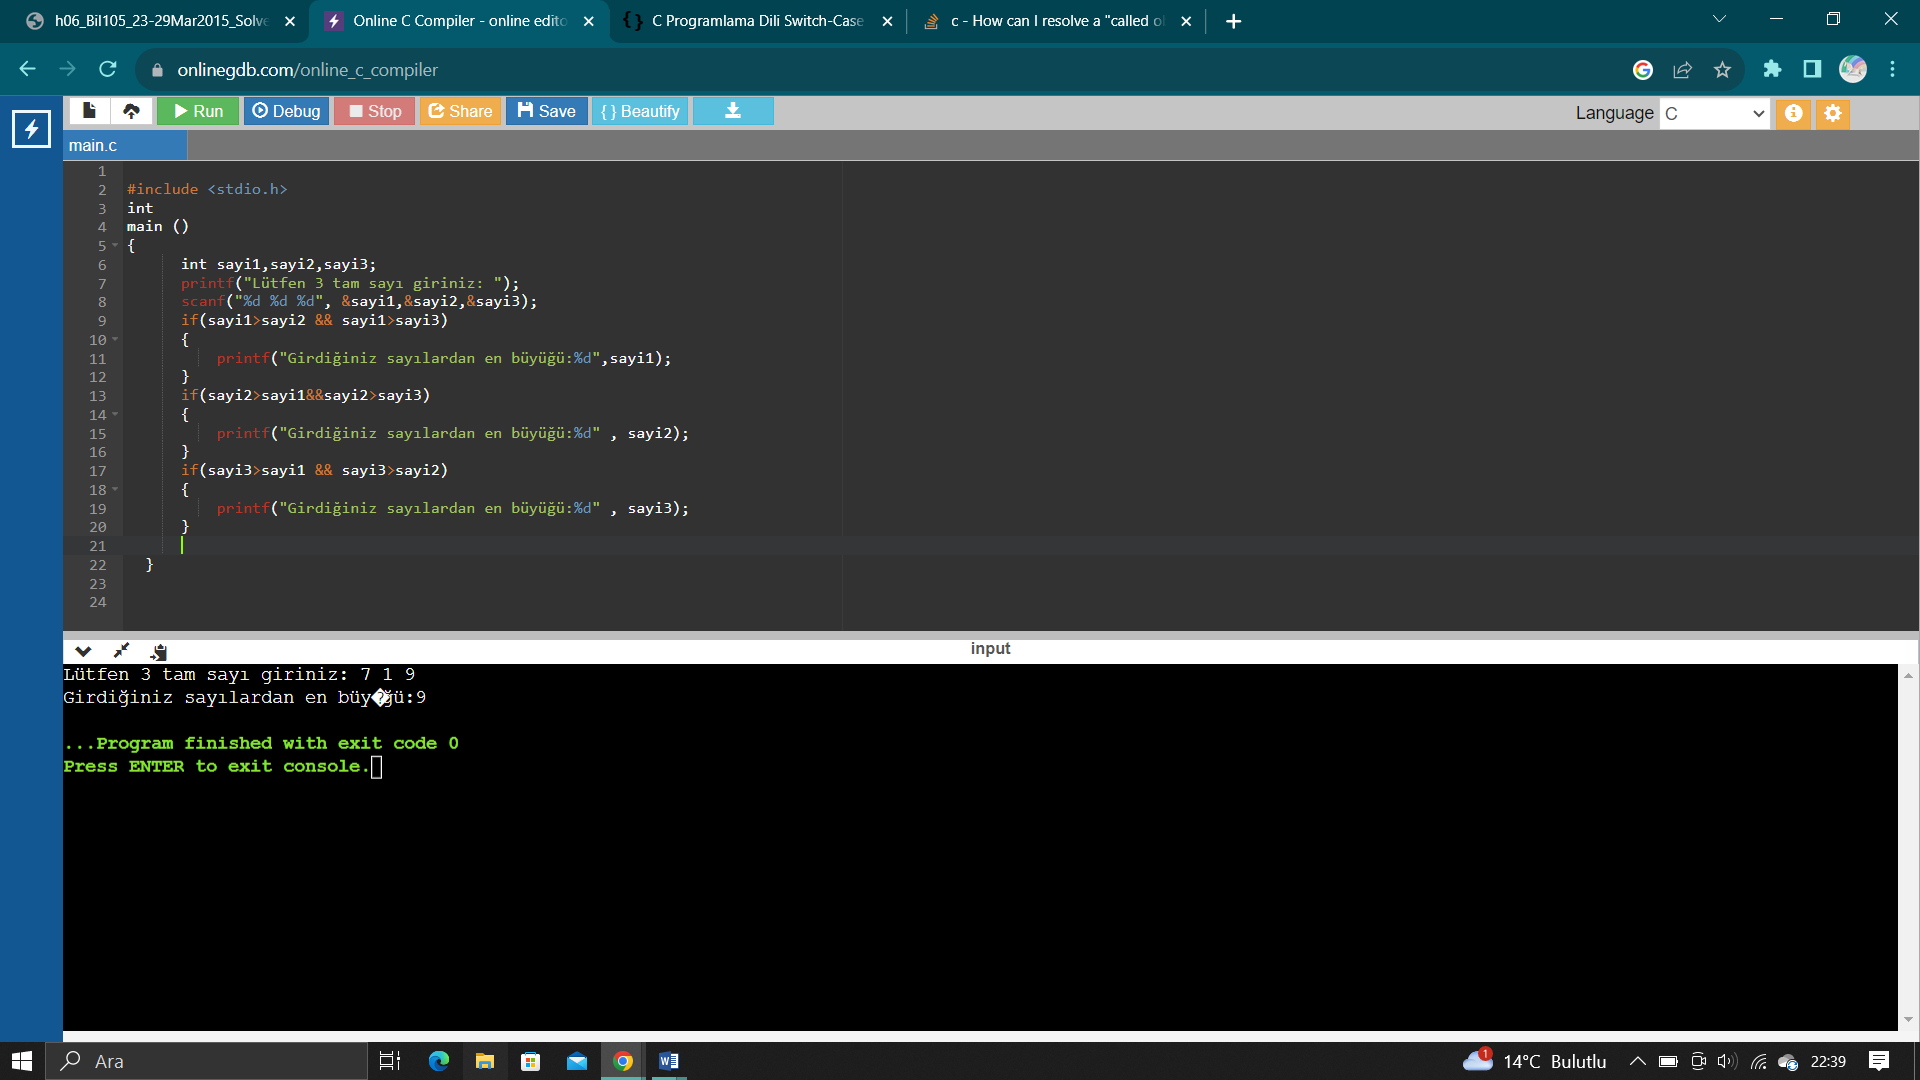 h06_Bil105_23-29Mar2015_Solve
Online C Compiler - online edito
C Programlama Dili Switch-Case
c - How can I resolve a "called o
onlinegdb.com/online_c_compiler
Run
Debug
Stop
Share
Save
{ } Beautify
Language C
main.c
1
2 #include <stdio.h>
3 int
4 main ()
5 {
6 int sayi1,sayi2,sayi3;
7 printf("Lütfen 3 tam sayı giriniz: ");
8 scanf("%d %d %d", &sayi1,&sayi2,&sayi3);
9 if(sayi1>sayi2 && sayi1>sayi3)
10 {
11 printf("Girdiğiniz sayılardan en büyüğü:%d",sayi1);
12 }
13 if(sayi2>sayi1&&sayi2>sayi3)
14 {
15 printf("Girdiğiniz sayılardan en büyüğü:%d" , sayi2);
16 }
17 if(sayi3>sayi1 && sayi3>sayi2)
18 {
19 printf("Girdiğiniz sayılardan en büyüğü:%d" , sayi3);
20 }
21
22 }
23
24
input
Lütfen 3 tam sayı giriniz: 7 1 9
Girdiğiniz sayılardan en büy�ğü:9
...Program finished with exit code 0
Press ENTER to exit console.
Ara
1
14°C Bulutlu
22:39